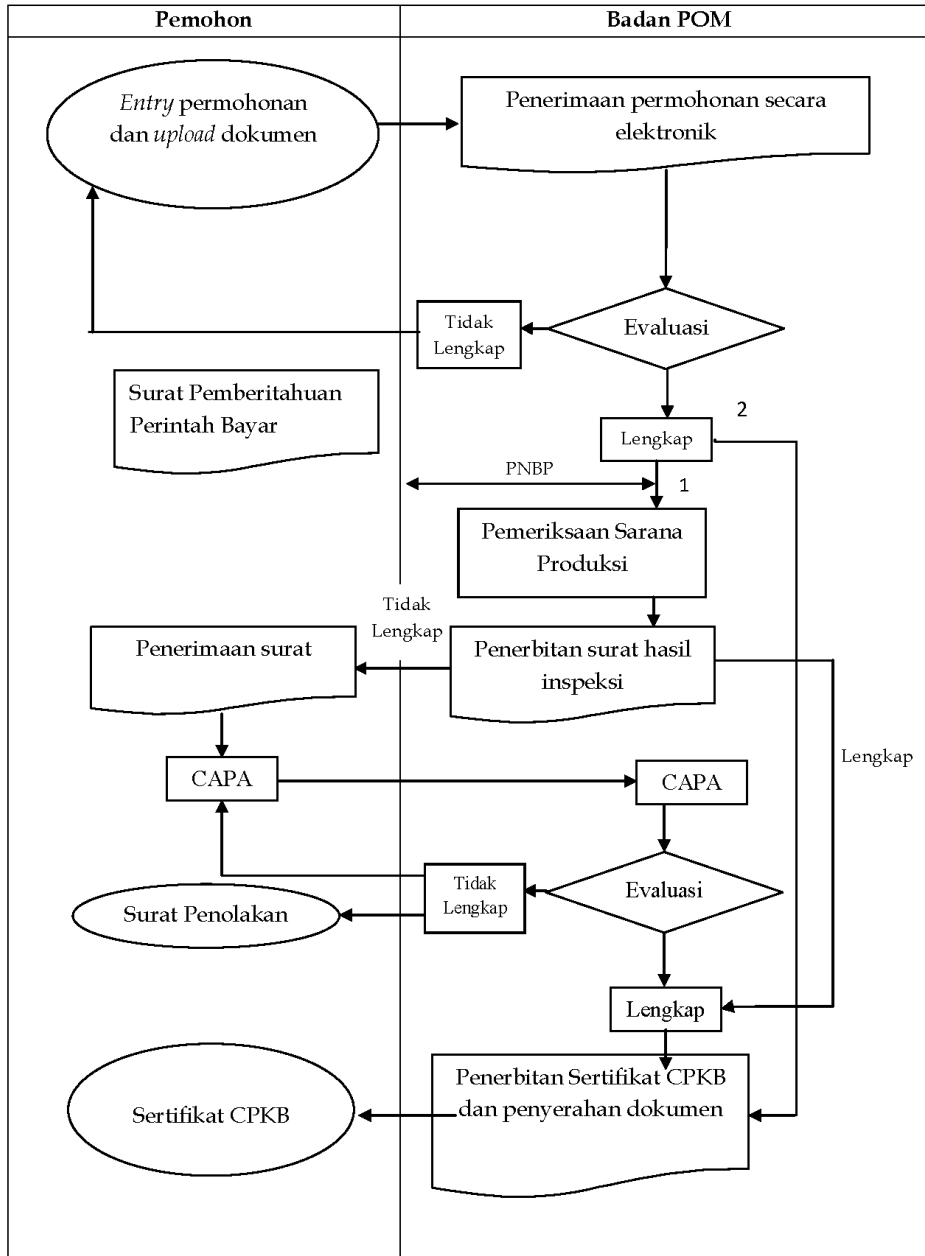 Pemohon
Badan POM
Entry permohonan
dan upload dokumen
Penerimaan permohonan secara
elektronik
Evaluasi
Tidak
Lengkap
Surat Pemberitahuan
Perintah Bayar
2
Lengkap
PNBP
1
Pemeriksaan Sarana
Produksi
Tidak
Lengkap
Penerimaan surat
Penerbitan surat hasil
inspeksi
Lengkap
CAPA
CAPA
Tidak
Lengkap
Evaluasi
Surat Penolakan
Lengkap
Penerbitan Sertifikat CPKB
dan penyerahan dokumen
Sertifikat CPKB